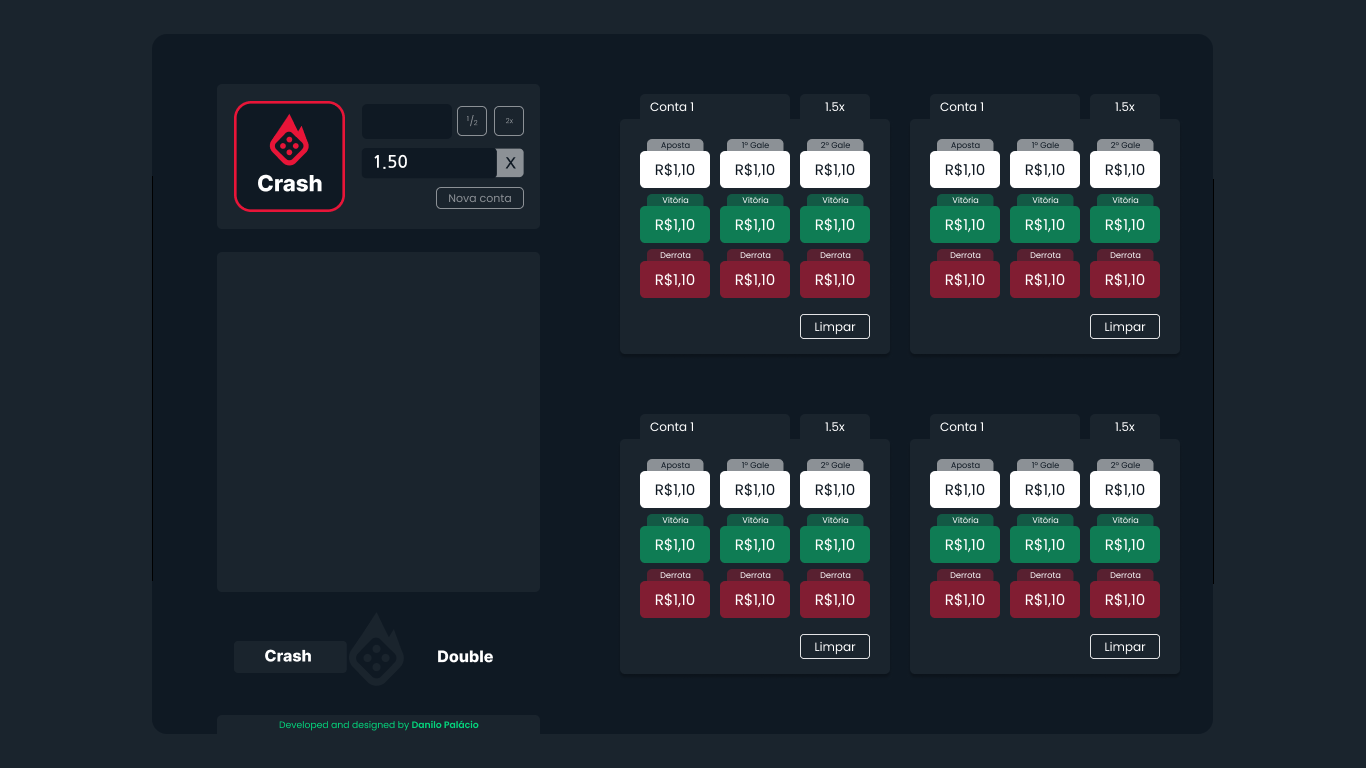 Crash
1/2
2x
1.50
X
Nova conta
Crash
Double
Developed and designed by Danilo Palácio
Conta 1
1.5x
Aposta 1º Gale 2º Gale
R$1,10 R$1,10 R$1,10
Vitória Vitória Vitória
R$1,10 R$1,10 R$1,10
Derrota Derrota Derrota
R$1,10 R$1,10 R$1,10
Limpar
Conta 1
1.5x
Aposta 1º Gale 2º Gale
R$1,10 R$1,10 R$1,10
Vitória Vitória Vitória
R$1,10 R$1,10 R$1,10
Derrota Derrota Derrota
R$1,10 R$1,10 R$1,10
Limpar
Conta 1
1.5x
Aposta 1º Gale 2º Gale
R$1,10 R$1,10 R$1,10
Vitória Vitória Vitória
R$1,10 R$1,10 R$1,10
Derrota Derrota Derrota
R$1,10 R$1,10 R$1,10
Limpar
Conta 1
1.5x
Aposta 1º Gale 2º Gale
R$1,10 R$1,10 R$1,10
Vitória Vitória Vitória
R$1,10 R$1,10 R$1,10
Derrota Derrota Derrota
R$1,10 R$1,10 R$1,10
Limpar